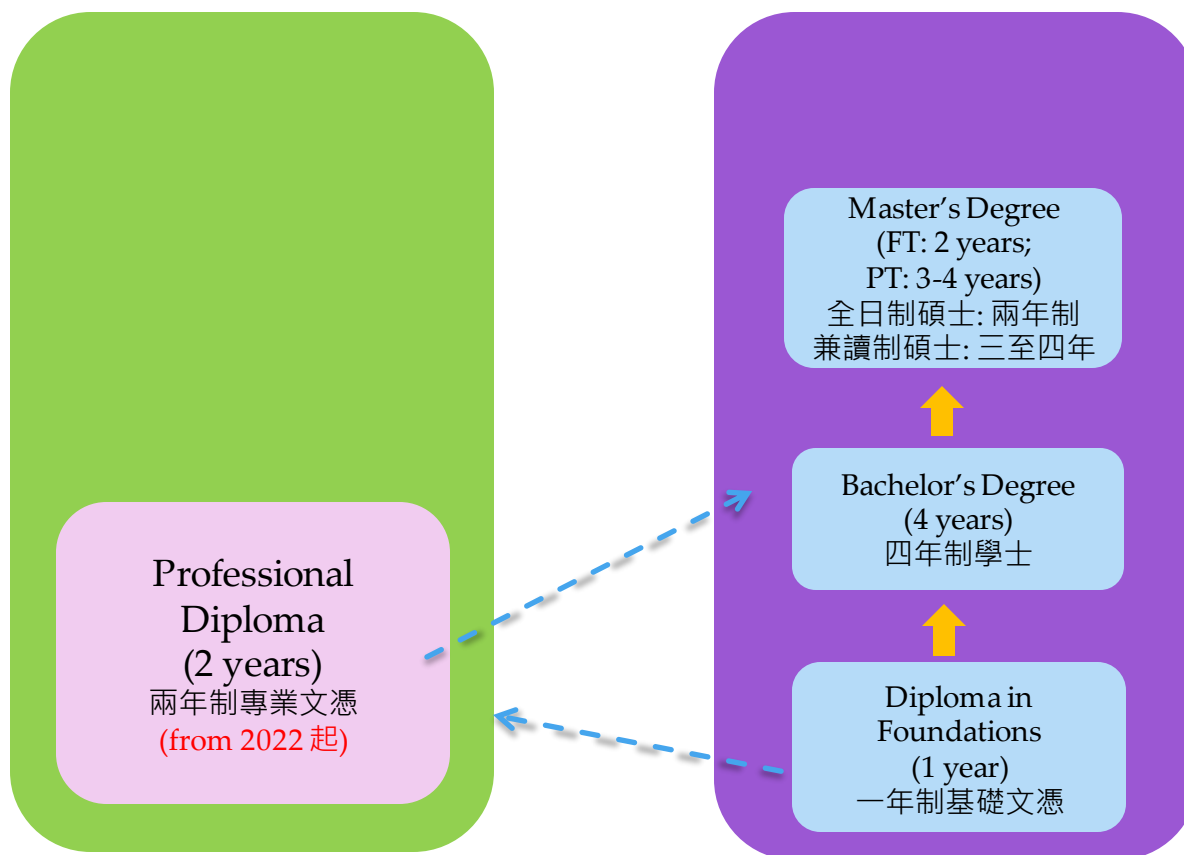 Professional
Diploma
(2 years)
兩年制專業文憑
(from 2022 起)
Master's Degree
(FT: 2 years;
PT: 3-4 years)
全日制碩士: 兩年制
兼讀制碩士: 三至四年
Bachelor's Degree
(4 years)
四年制學士
Diploma in
Foundations
(1 year)
一年制基礎文憑